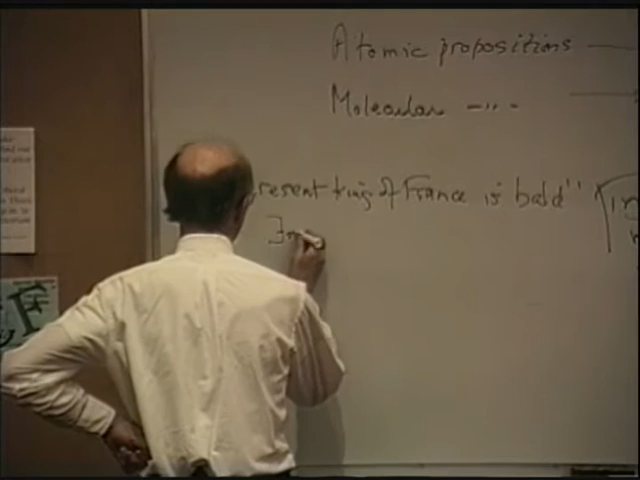 Atomic propositions —
Molecular —〃—
resent king of France is bald"
∃